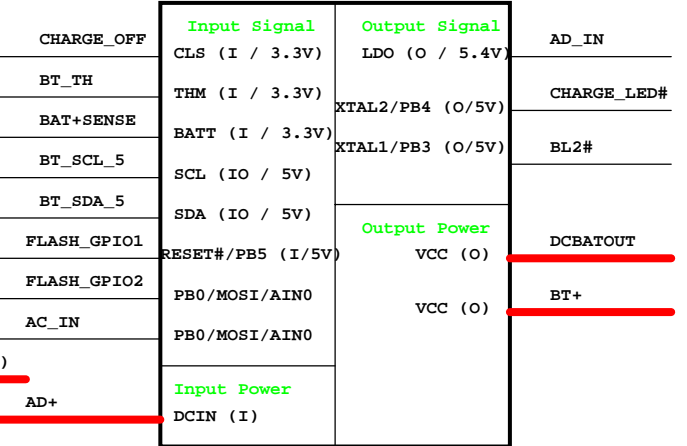 CHARGE_OFF
BT_TH
BAT+SENSE
BT_SCL_5
BT_SDA_5
FLASH_GPIO1
FLASH_GPIO2
AC_IN
)
AD+
Input Signal
CLS (I / 3.3V)
THM (I / 3.3V)
BATT (I / 3.3V)
SCL (IO / 5V)
SDA (IO / 5V)
RESET#/PB5 (I/5V)
PB0/MOSI/AIN0
PB0/MOSI/AIN0
Input Power
DCIN (I)
Output Signal
LDO (O / 5.4V)
XTAL2/PB4 (O/5V)
XTAL1/PB3 (O/5V)
Output Power
VCC (O)
VCC (O)
AD_IN
CHARGE_LED#
BL2#
DCBATOUT
BT+